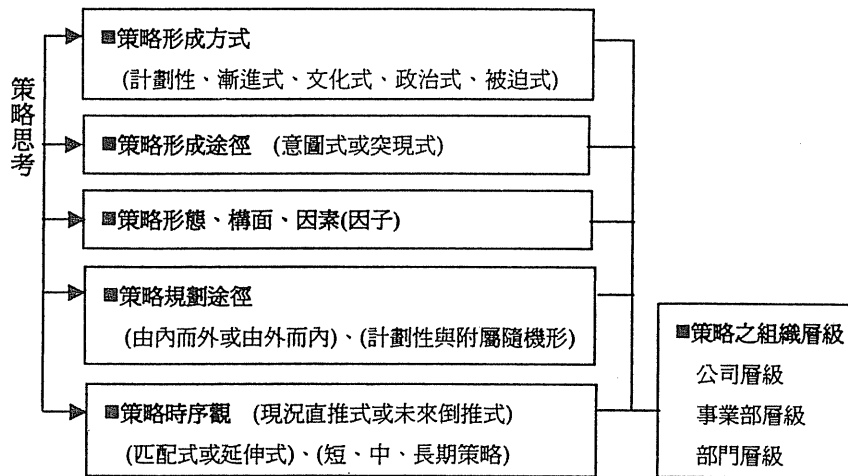 策略思考
■策略形成方式
(計劃性、漸進式、文化式、政治式、被迫式)
■策略形成途徑 (意圖式或突現式)
■策略形態、構面、因素(因子)
■策略規劃途徑
(由內而外或由外而內)、(計劃性與附屬隨機形)
■策略時序觀 (現況直推式或未來倒推式)
(匹配式或延伸式)、(短、中、長期策略)
■策略之組織層級
公司層級
事業部層級
部門層級